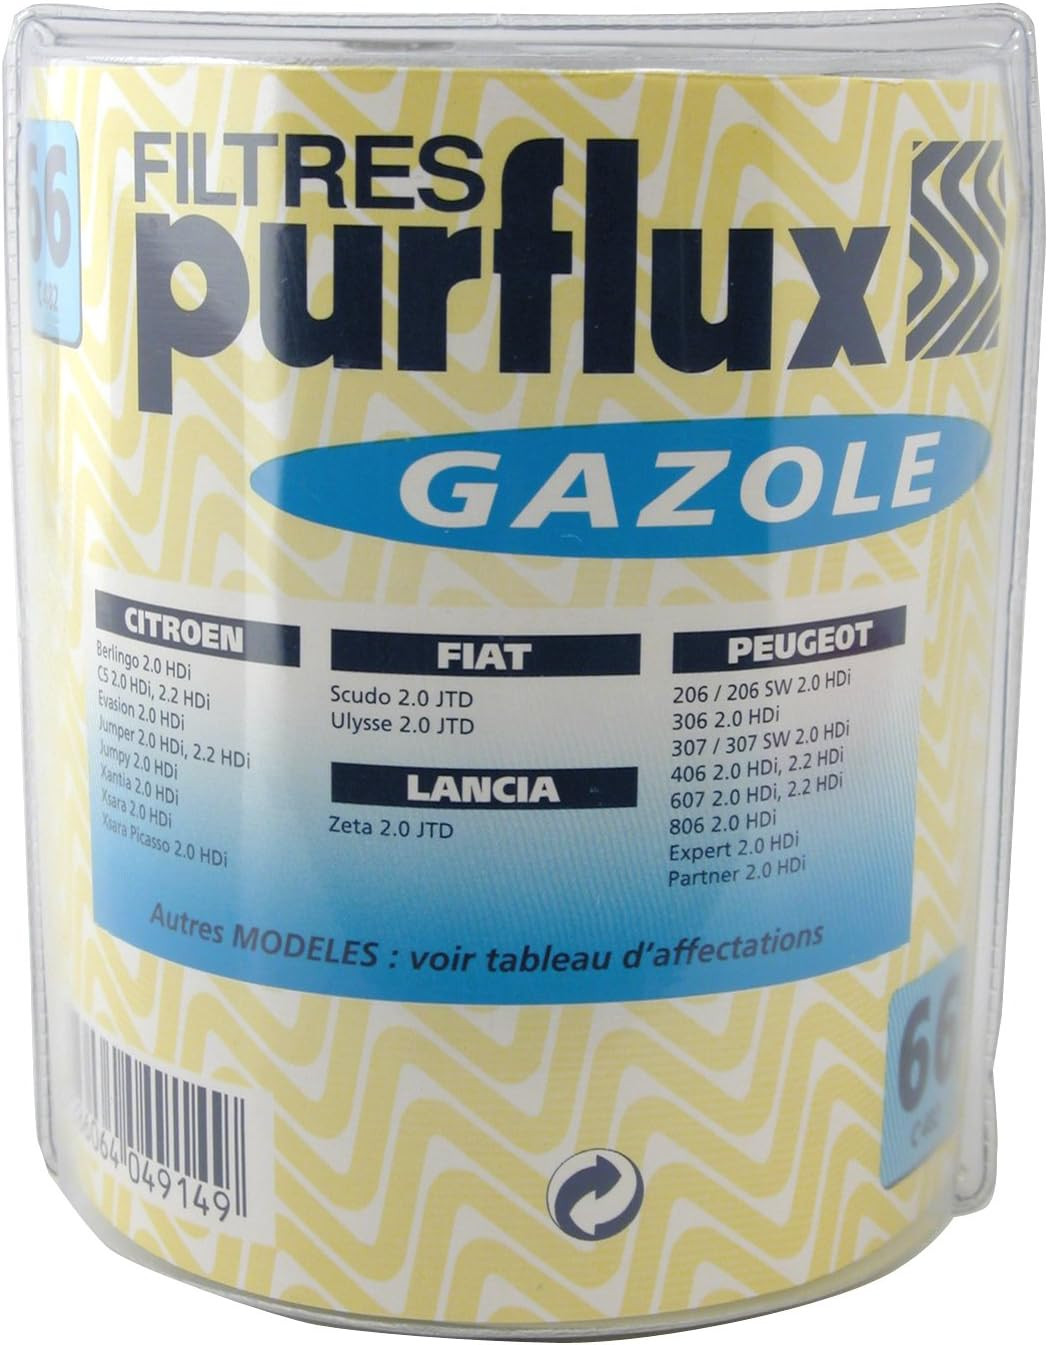 66
C 482
FILTRES
purflux
GAZOLE
CITROEN
Berlingo 2.0 HDi
C5 2.0 HDi, 2.2 HDi
Evasion 2.0 HDi
Jumper 2.0 HDi, 2.2 HDi
Jumpy 2.0 HDi
Xantia 2.0 HDi
Xsara 2.0 HDi
Xsara Picasso 2.0 HDi
FIAT
Scudo 2.0 JTD
Ulysse 2.0 JTD
LANCIA
Zeta 2.0 JTD
PEUGEOT
206 / 206 SW 2.0 HDi
306 2.0 HDi
307 / 307 SW 2.0 HDi
406 2.0 HDi, 2.2 HDi
607 2.0 HDi, 2.2 HDi
806 2.0 HDi
Expert 2.0 HDi
Partner 2.0 HDi
Autres MODELES : voir tableau d'affectations
66
C 482
049149